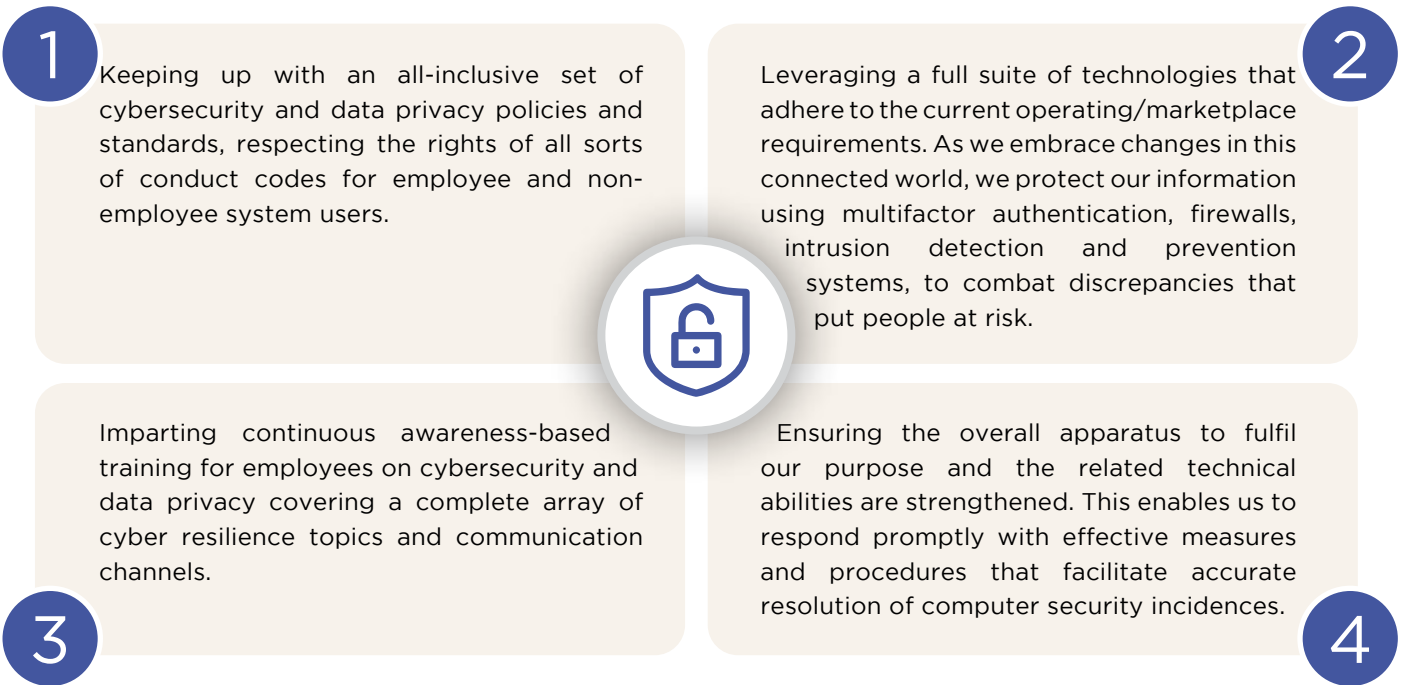 1
Keeping up with an all-inclusive set of
cybersecurity and data privacy policies and
standards, respecting the rights of all sorts
of conduct codes for employee and non-
employee system users.
2
Leveraging a full suite of technologies that
adhere to the current operating/marketplace
requirements. As we embrace changes in this
connected world, we protect our information
using multifactor authentication, firewalls,
intrusion detection and prevention
systems, to combat discrepancies that
put people at risk.
3
Imparting continuous awareness-based
training for employees on cybersecurity and
data privacy covering a complete array of
cyber resilience topics and communication
channels.
4
Ensuring the overall apparatus to fulfil
our purpose and the related technical
abilities are strengthened. This enables us to
respond promptly with effective measures
and procedures that facilitate accurate
resolution of computer security incidences.